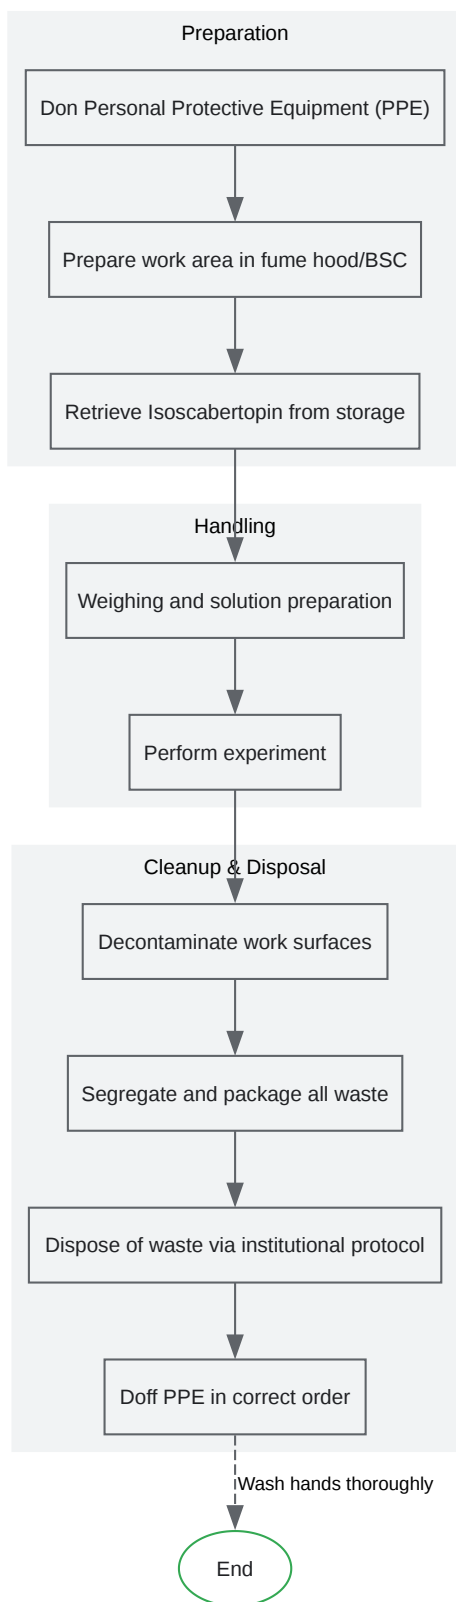 Preparation
Don Personal Protective Equipment (PPE)
Prepare work area in fume hood/BSC
Retrieve Isoscabertopin from storage
Handling
Weighing and solution preparation
Perform experiment
Cleanup & Disposal
Decontaminate work surfaces
Segregate and package all waste
Dispose of waste via institutional protocol
Doff PPE in correct order
Wash hands thoroughly
End